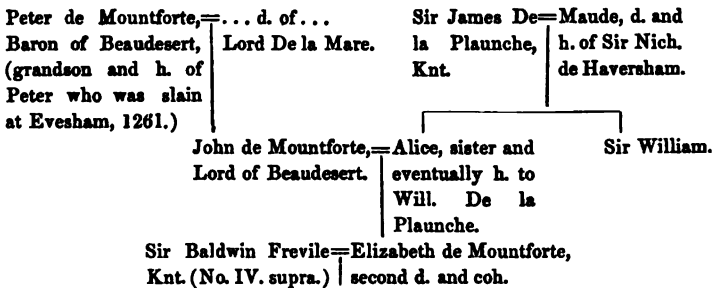 Peter de Mountforte,=... d. of...
Baron of Beaudesert, Lord De la Mare.
(grandson and h. of
Peter who was slain
at Evesham, 1261.)
Sir James De=Maude, d. and
la Plaunche, h. of Sir Nich.
Knt. de Haversham.
John de Mountforte,=Alice, sister and
Lord of Beaudesert. eventually h. to
Will. De la
Plaunche.
Sir William.
Sir Baldwin Frevile=Elizabeth de Mountforte,
Knt. (No. IV. supra.) second d. and coh.